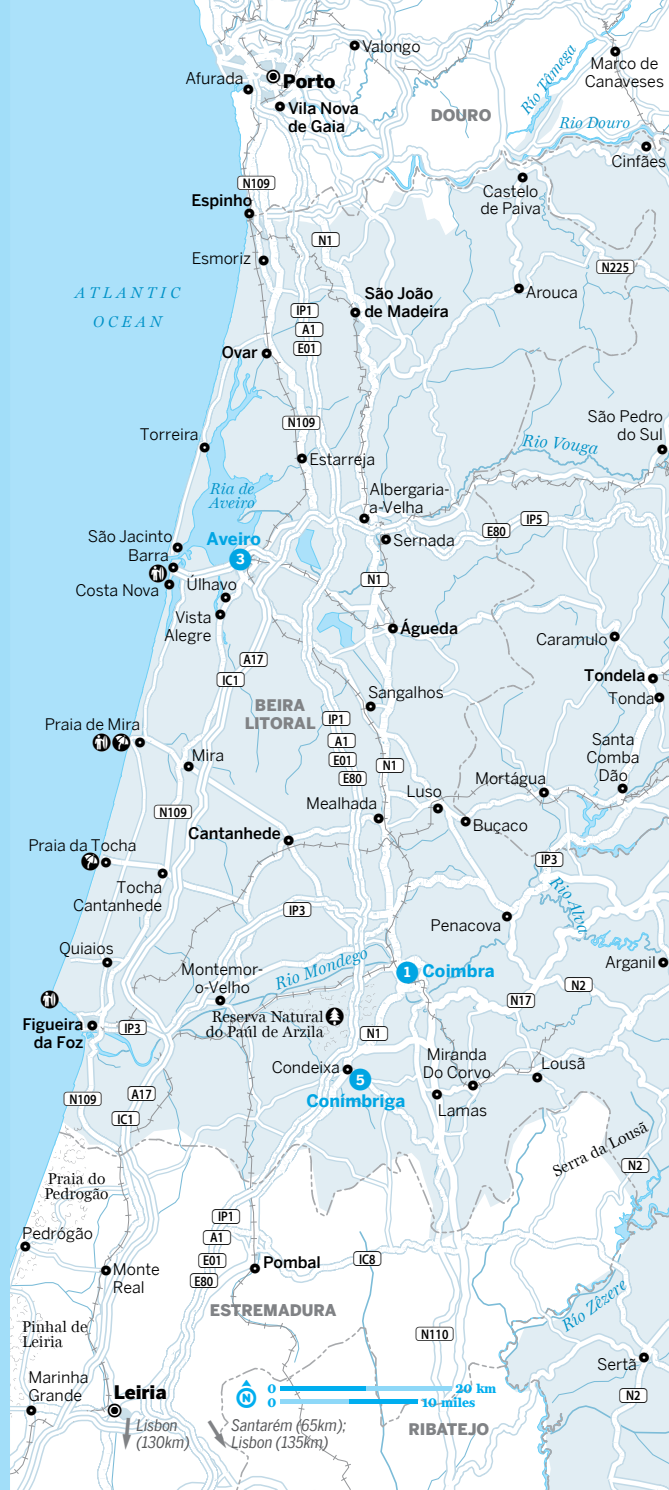 Valongo
Porto
Afurada
Vila Nova
de Gaia
DOURO
Rio Tâmega
Marco de
Canaveses
Rio Douro
Cinfães
N109
Castelo
de Paiva
Espinho
N1
Esmoriz
N225
ATLANTIC
OCEAN
São João
de Madeira
Arouca
IP1
A1
E01
Ovar
N109
São Pedro
do Sul
Torreira
Estarreja
Rio Vouga
Ria de
Aveiro
Albergaria-
a-Velha
São Jacinto
Aveiro
3
E80
IP5
Barra
Sernada
Costa Nova
Úlhavo
N1
Vista
Alegre
Águeda
Caramulo
A17
IC1
Tondela
Tonda
BEIRA
LITORAL
Sangalhos
IP1
A1
E01
E80
Praia de Mira
Mira
N1
Santa
Comba
Dão
Mortágua
Luso
N109
Mealhada
Buçaco
Cantanhede
Praia da Tocha
IP3
Tocha
Cantanhede
Rio Alva
IP3
Penacova
Quiaios
Rio Mondego
1
Coimbra
Arganil
Montemor-
o-Velho
N2
N17
Reserva Natural
do Paúl de Arzila
Figueira
da Foz
IP3
N1
Condeixa
5
Conímbriga
Miranda
Do Corvo
Lousã
N109
A17
Lamas
IC1
Serra da Lousã
N2
Praia do
Pedrogão
IP1
A1
E01
E80
Pedrógão
Monte
Real
Pombal
IC8
Rio Zêzere
ESTREMADURA
Pinhal de
Leiria
N110
Sertã
Marinha
Grande
Leiria
N
0
20 km
0
10 miles
N2
Lisbon
(130km)
Santarém (65km);
Lisbon (135km)
RIBATEJO